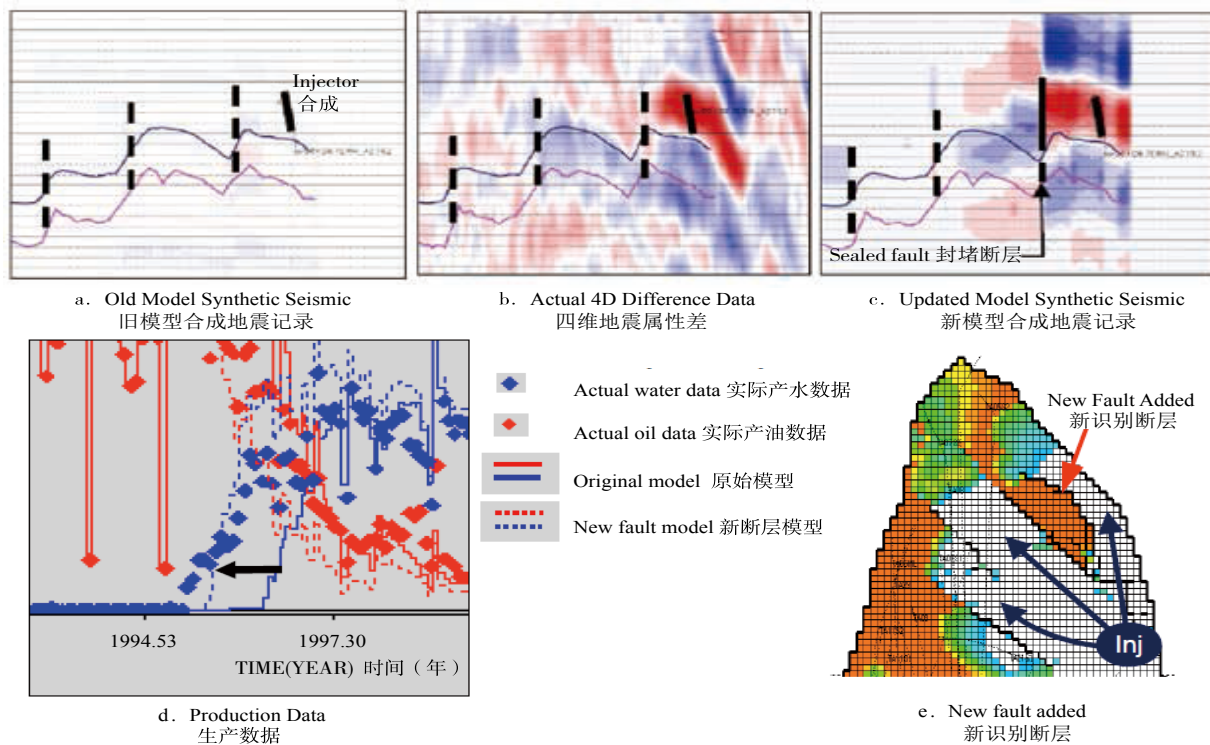 Injector
合成
Sealed fault 封堵断层
a. Old Model Synthetic Seismic
旧模型合成地震记录
b. Actual 4D Difference Data
四维地震属性差
c. Updated Model Synthetic Seismic
新模型合成地震记录
Actual water data 实际产水数据
Actual oil data 实际产油数据
Original model 原始模型
New fault model 新断层模型
1994.53
1997.30
TIME(YEAR) 时间（年）
d. Production Data
生产数据
New Fault Added
新识别断层
Inj
e. New fault added
新识别断层